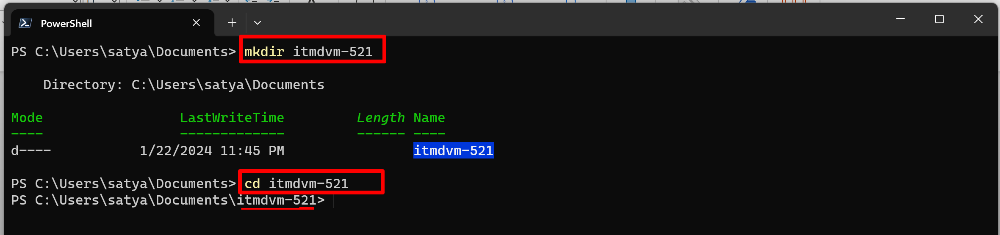 PowerShell
PS C:\Users\satya\Documents> mkdir itmdvm-521
Directory: C:\Users\satya\Documents
Mode LastWriteTime Length Name
---- ------------- ------ ----
d---- 1/22/2024 11:45 PM itmdvm-521
PS C:\Users\satya\Documents> cd itmdvm-521
PS C:\Users\satya\Documents\itmdvm-521>